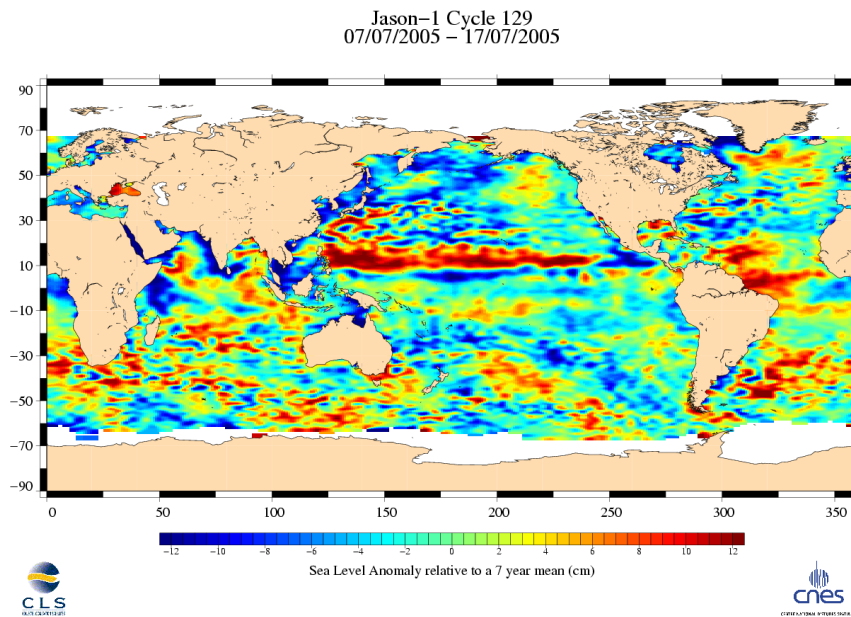 Jason-1 Cycle 129
07/07/2005 - 17/07/2005
90
70
50
30
10
-10
-30
-50
-70
-90
0 50 100 150 200 250 300 350
-12 -10 -8 -6 -4 -2 0 2 4 6 8 10 12
Sea Level Anomaly relative to a 7 year mean (cm)
CLS
cnes